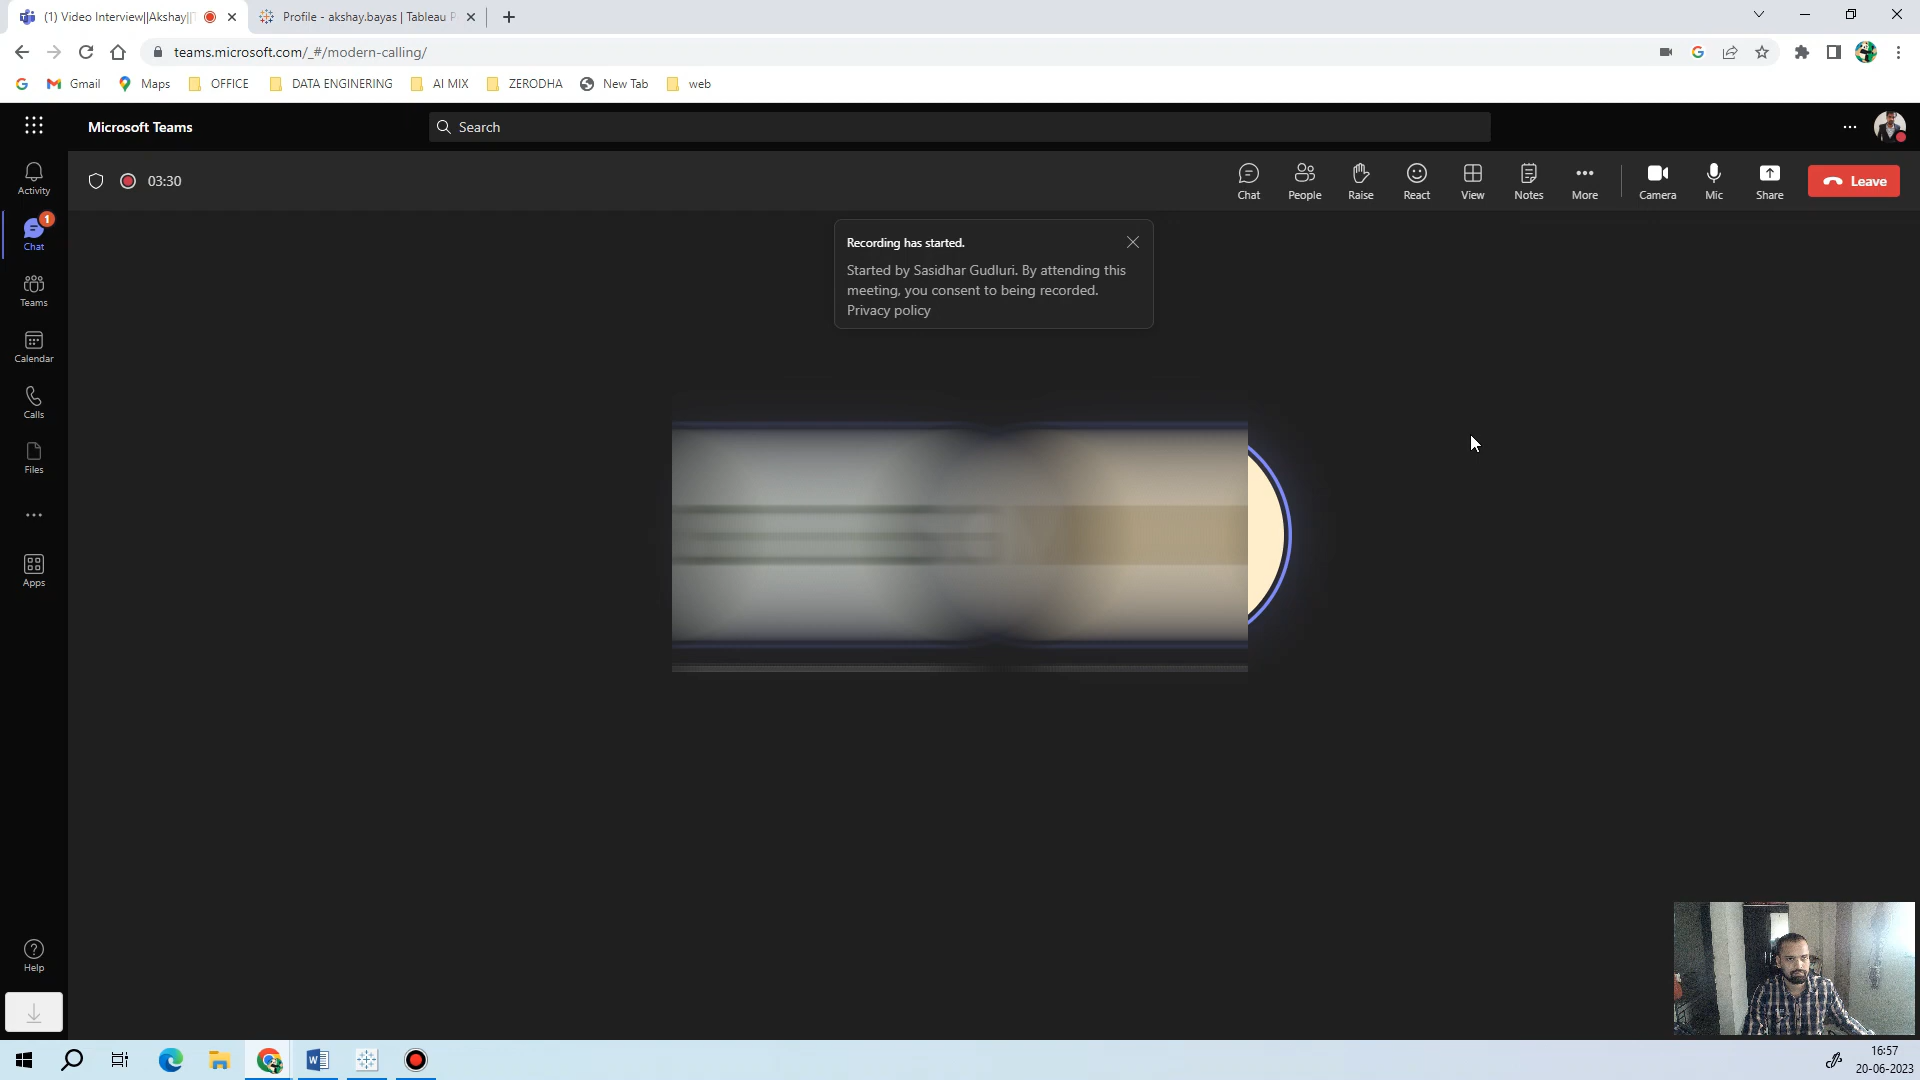 (1) Video Interview||Akshay||
Profile - akshay.bayas | Tableau P
teams.microsoft.com/_#/modern-calling/
Gmail
Maps
OFFICE
DATA ENGINERING
AI MIX
ZERODHA
New Tab
web
Microsoft Teams
Search
03:30
Chat
People
Raise
React
View
Notes
More
Camera
Mic
Share
Leave
Activity
1
Chat
Teams
Calendar
Calls
Files
Apps
Help
Recording has started.
Started by Sasidhar Gudluri. By attending this
meeting, you consent to being recorded.
Privacy policy
16:57
20-06-2023